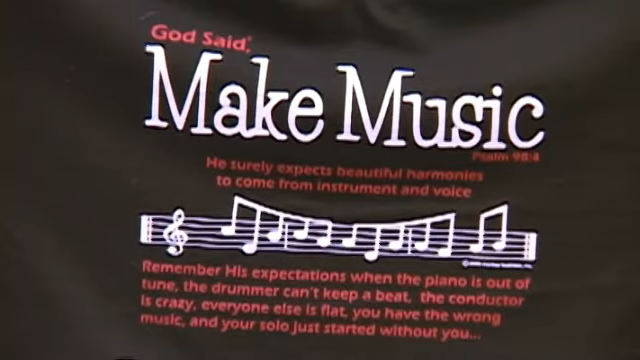 God Said,
Make Music
Psalm 98:4
He surely expects beautiful harmonies
to come from instrument and voice
Remember His expectations when the piano is out of
tune, the drummer can't keep a beat, the conductor
is crazy, everyone else is flat, you have the wrong
music, and your solo just started without you...